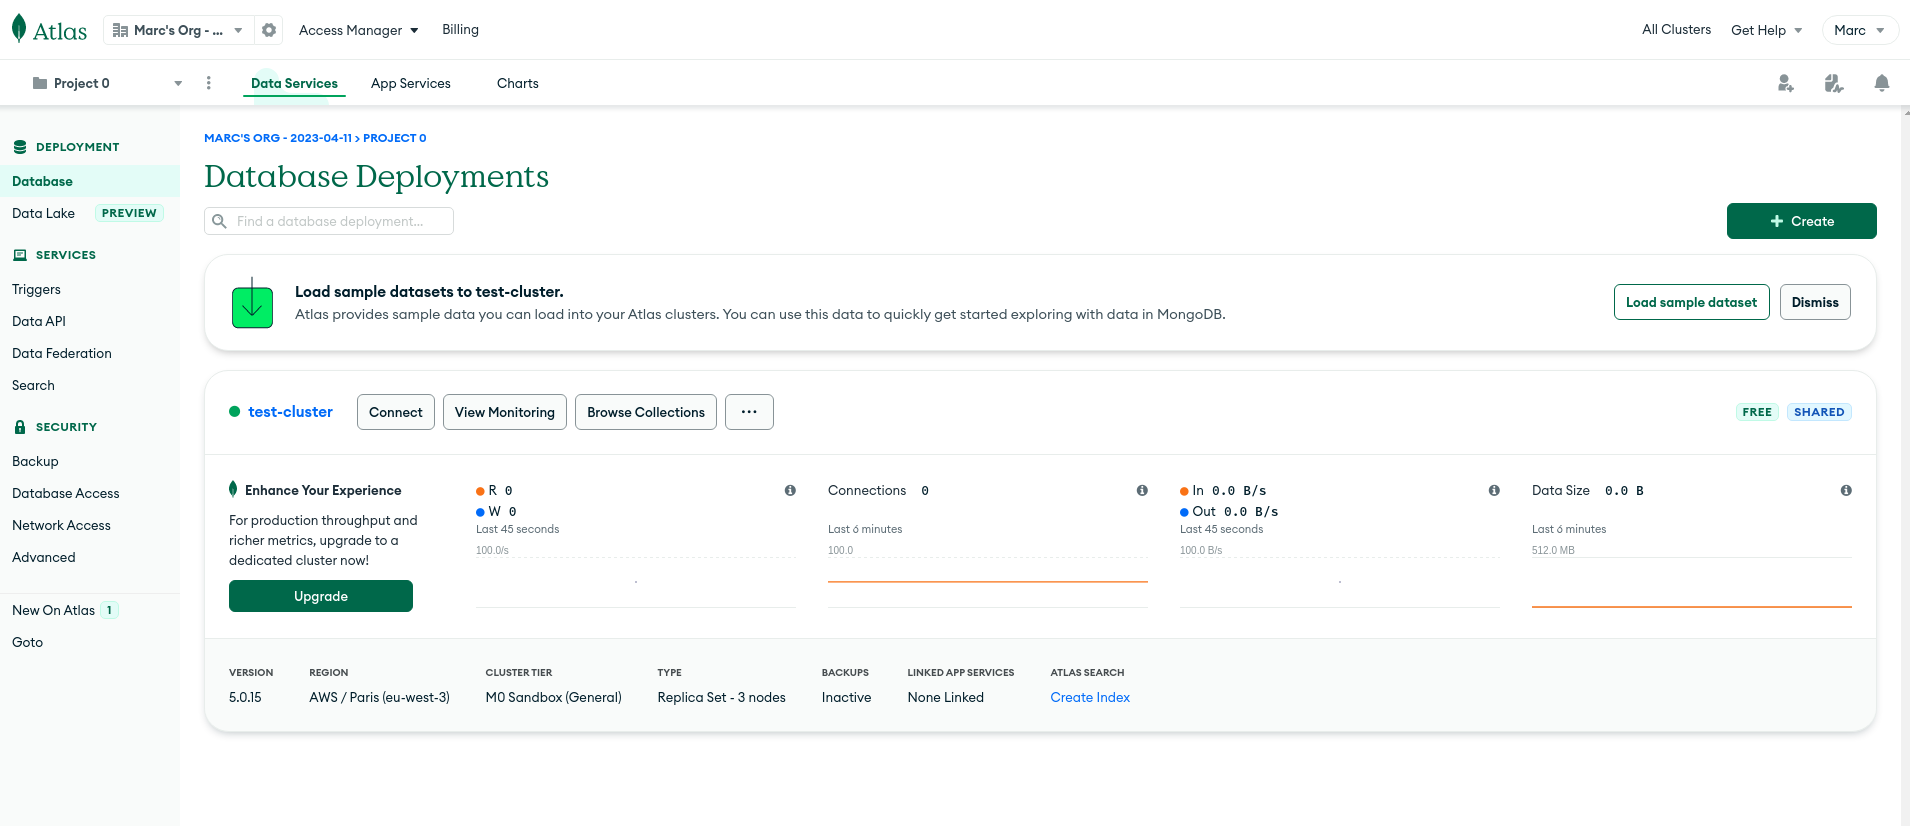 Atlas
Marc's Org - ...
Access Manager
Billing
All Clusters
Get Help
Marc
Project 0
Data Services
App Services
Charts
DEPLOYMENT
Database
Data Lake PREVIEW
SERVICES
Triggers
Data API
Data Federation
Search
SECURITY
Backup
Database Access
Network Access
Advanced
New On Atlas 1
Goto
MARC'S ORG - 2023-04-11 > PROJECT 0
Database Deployments
Find a database deployment...
+ Create
Load sample datasets to test-cluster.
Atlas provides sample data you can load into your Atlas clusters. You can use this data to quickly get started exploring with data in MongoDB.
Load sample dataset
Dismiss
test-cluster
Connect
View Monitoring
Browse Collections
...
FREE
SHARED
Enhance Your Experience
For production throughput and
richer metrics, upgrade to a
dedicated cluster now!
Upgrade
R 0
W 0
Last 45 seconds
100.0/s
Connections 0
Last 6 minutes
100.0
In 0.0 B/s
Out 0.0 B/s
Last 45 seconds
100.0 B/s
Data Size 0.0 B
Last 6 minutes
512.0 MB
VERSION
5.0.15
REGION
AWS / Paris (eu-west-3)
CLUSTER TIER
M0 Sandbox (General)
TYPE
Replica Set - 3 nodes
BACKUPS
Inactive
LINKED APP SERVICES
None Linked
ATLAS SEARCH
Create Index